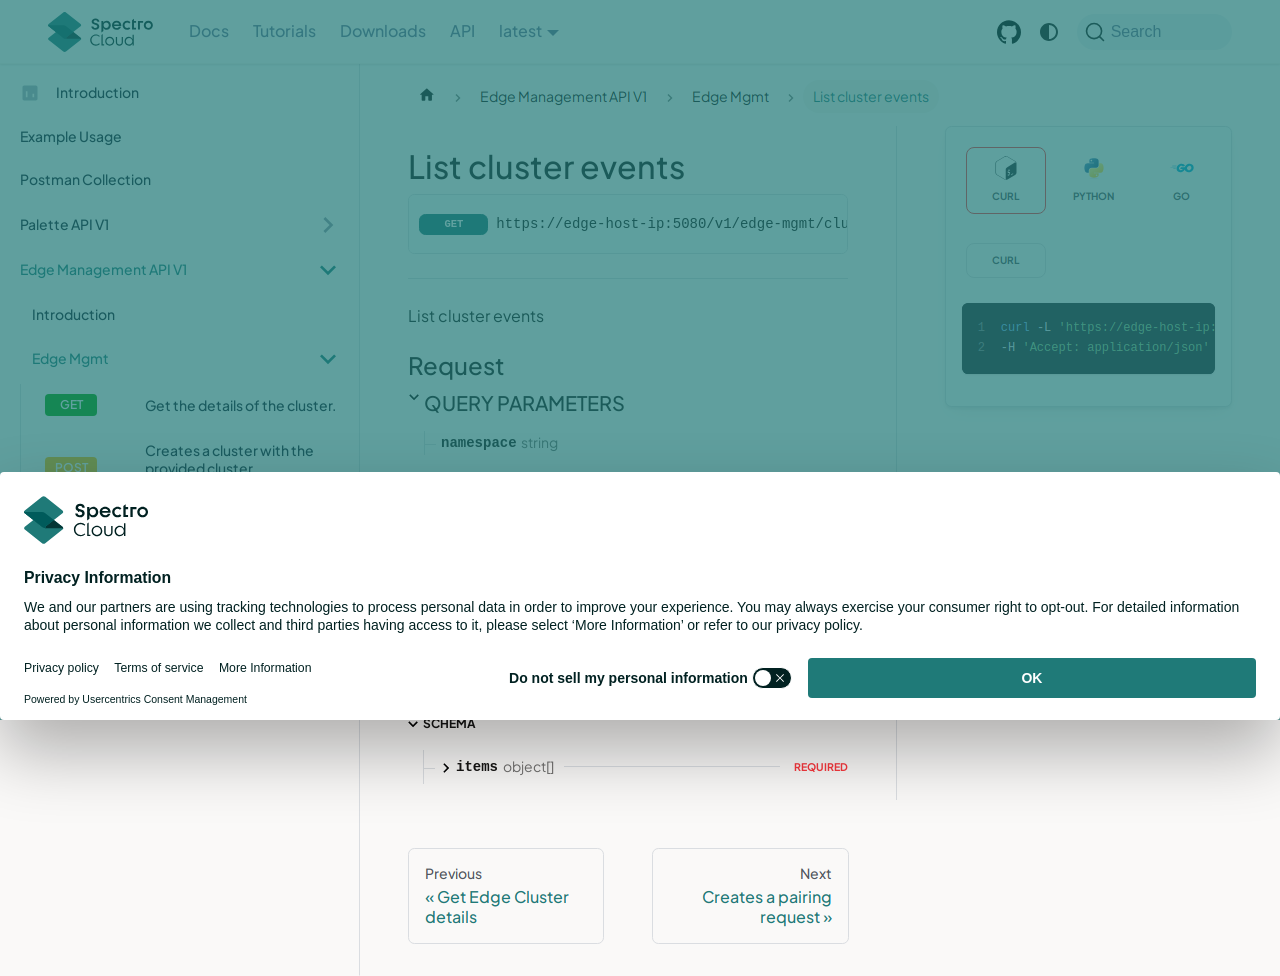 Spectro
Cloud
Docs
Tutorials
Downloads
API
latest
Search
Introduction
Example Usage
Postman Collection
Palette API V1
Edge Management API V1
Introduction
Edge Mgmt
GET
Get the details of the cluster.
POST
Creates a cluster with the
provided cluster
Edge Management API V1
Edge Mgmt
List cluster events
List cluster events
GET
https://edge-host-ip:5080/v1/edge-mgmt/clu
List cluster events
Request
QUERY PARAMETERS
namespace string
CURL
PYTHON
GO
CURL
1 curl -L 'https://edge-host-ip:
2 -H 'Accept: application/json'
Spectro
Cloud
Privacy Information
We and our partners are using tracking technologies to process personal data in order to improve your experience. You may always exercise your consumer right to opt-out. For detailed information
about personal information we collect and third parties having access to it, please select ‘More Information’ or refer to our privacy policy.
Privacy policy
Terms of service
More Information
Powered by Usercentrics Consent Management
Do not sell my personal information
OK
SCHEMA
items object[]
REQUIRED
Previous
« Get Edge Cluster
details
Next
Creates a pairing
request »